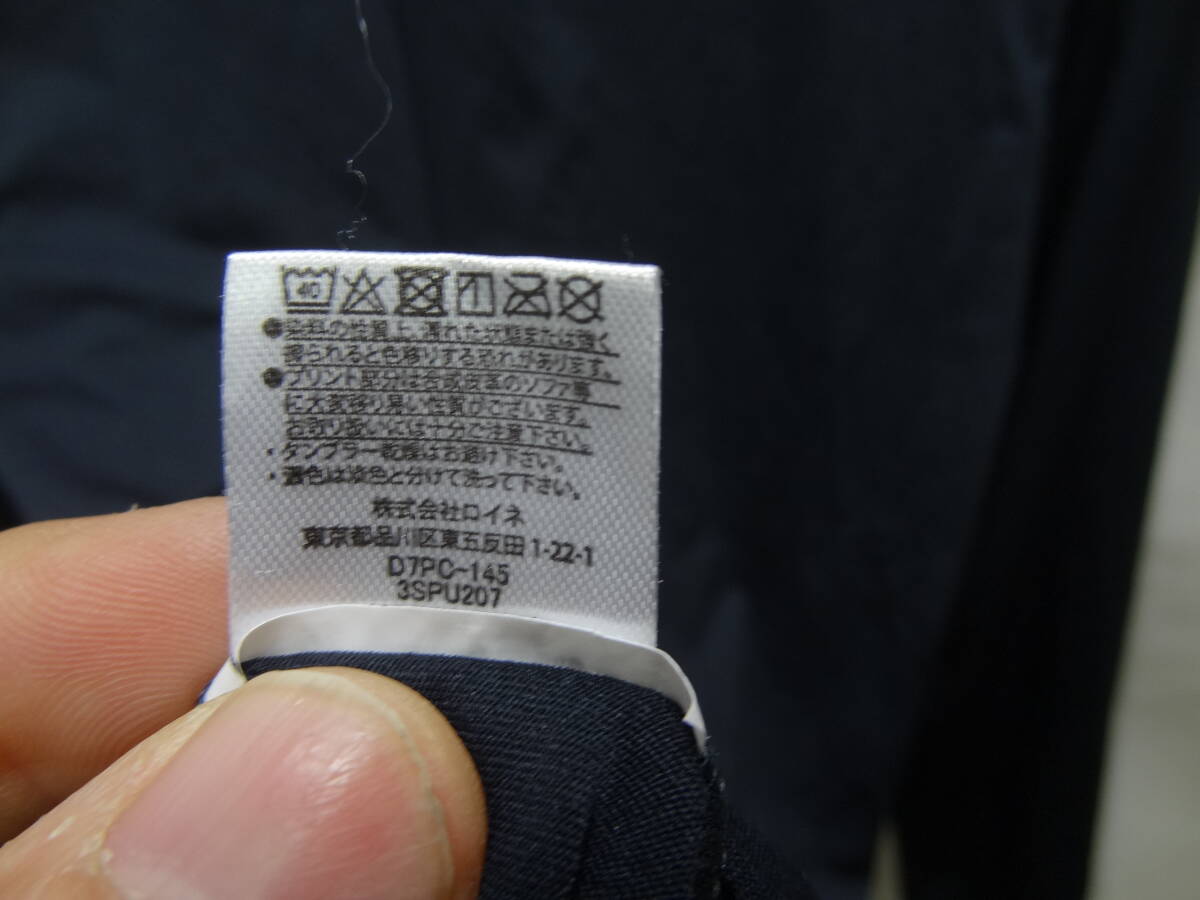 40
●染料の性質上、濡れた状態または強く
擦られると色移りする恐れがあります。
●プリント部分は合成皮革のソファ等
に大変移り易い性質がございます。
お取り扱いには十分ご注意下さい。
・タンブラー乾燥はお避け下さい。
・濃色は淡色と分けて洗って下さい。
株式会社ロイネ
東京都品川区東五反田1-22-1
D7PC-145
3SPU207